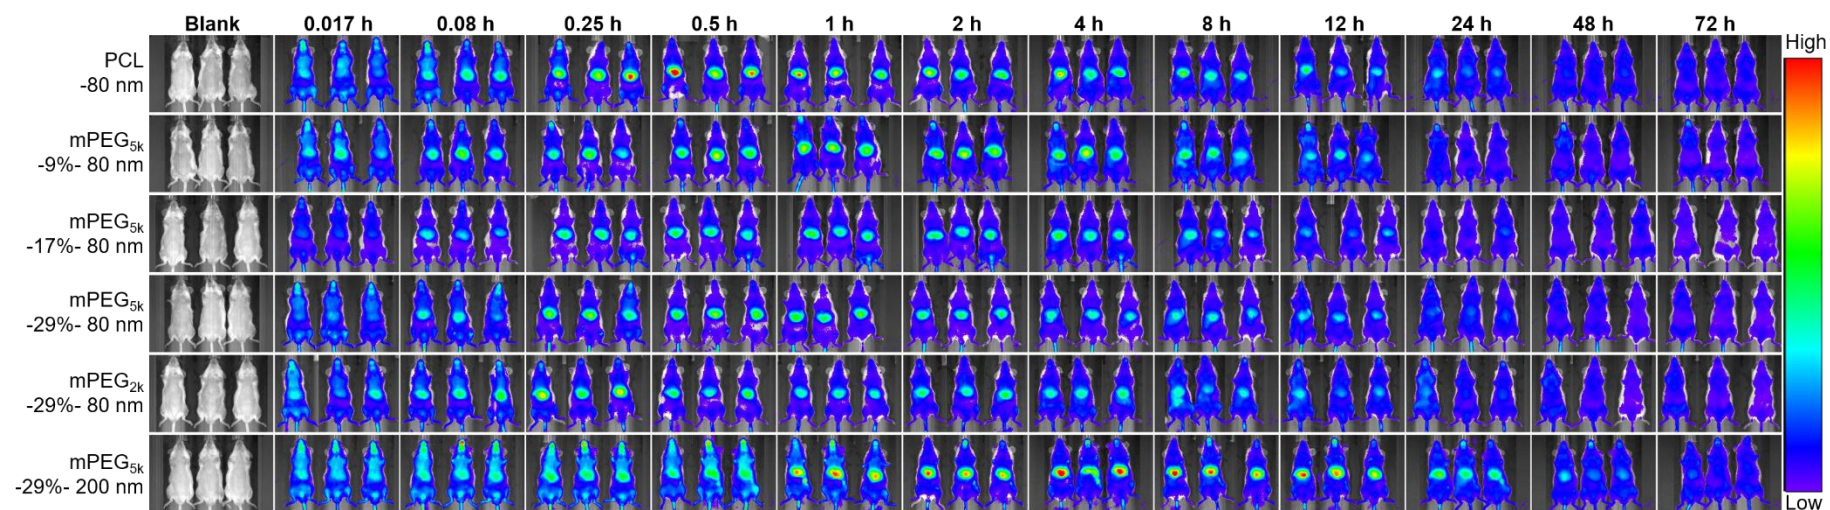 Blank 0.017 h 0.08 h 0.25 h 0.5 h 1 h 2 h 4 h 8 h 12 h 24 h 48 h 72 h
High
PCL
-80 nm
mPEG5k
-9%- 80 nm
mPEG5k
-17%- 80 nm
mPEG5k
-29%- 80 nm
mPEG2k
-29%- 80 nm
mPEG5k
-29%- 200 nm
Low